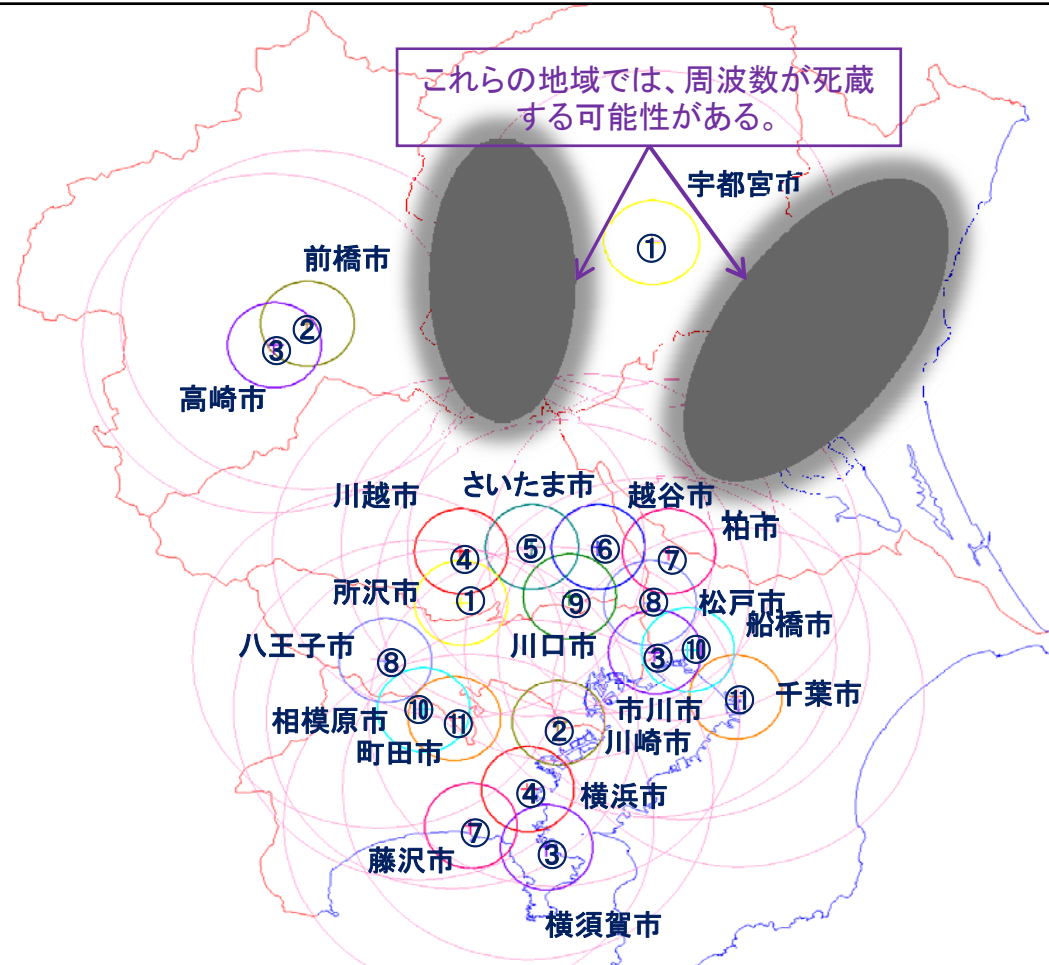 これらの地域では、周波数が死蔵
する可能性がある。
宇都宮市
①
前橋市
②
③
高崎市
川越市
さいたま市
越谷市
柏市
④
⑤
⑥
⑦
所沢市
①
⑨
⑧
松戸市
船橋市
八王子市
⑧
川口市
③
⑩
市川市
⑪
千葉市
相模原市
⑩
⑪
町田市
②
川崎市
④
横浜市
⑦
藤沢市
③
横須賀市